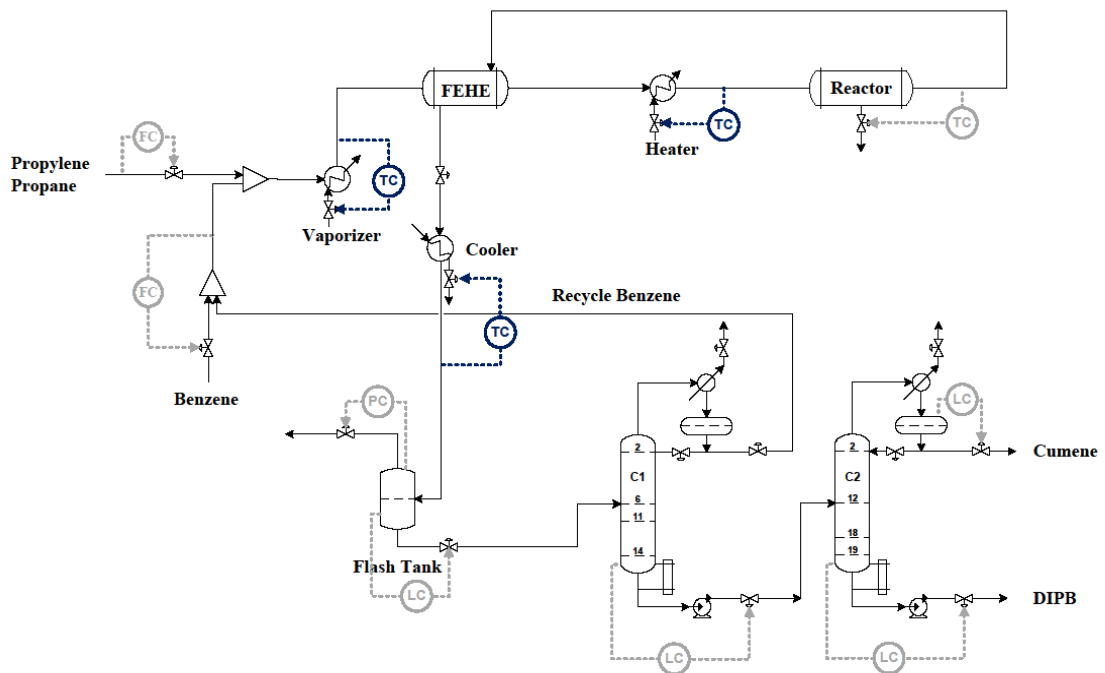 FEHE
Reactor
TC
TC
Heater
FC
Propylene
Propane
TC
Vaporizer
Cooler
FC
Recycle Benzene
TC
Benzene
PC
LC
2
C1
6
11
14
2
C2
12
18
19
Cumene
Flash Tank
LC
DIPB
LC
LC